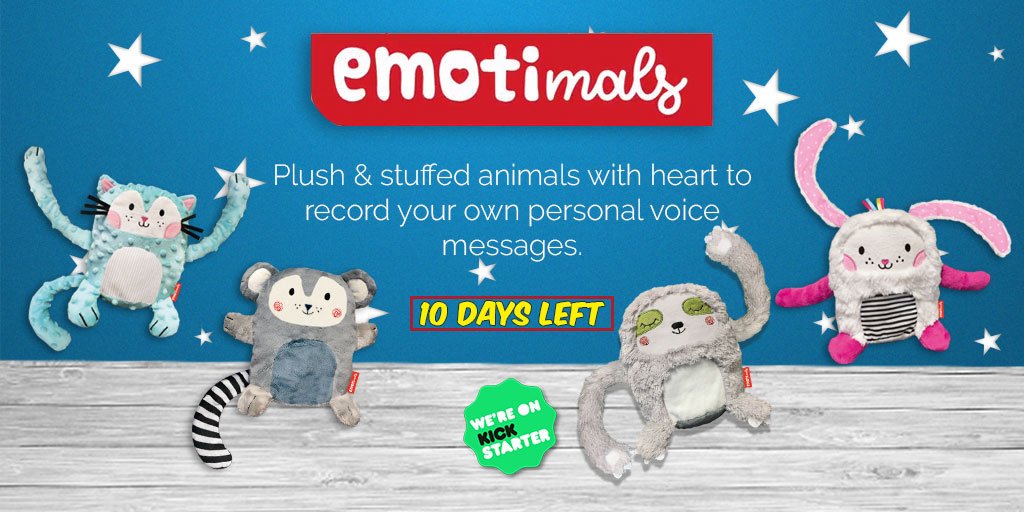 emotimals
Plush & stuffed animals with heart to
record your own personal voice
messages.
10 DAYS LEFT
WE'RE ON
KICK
STARTER